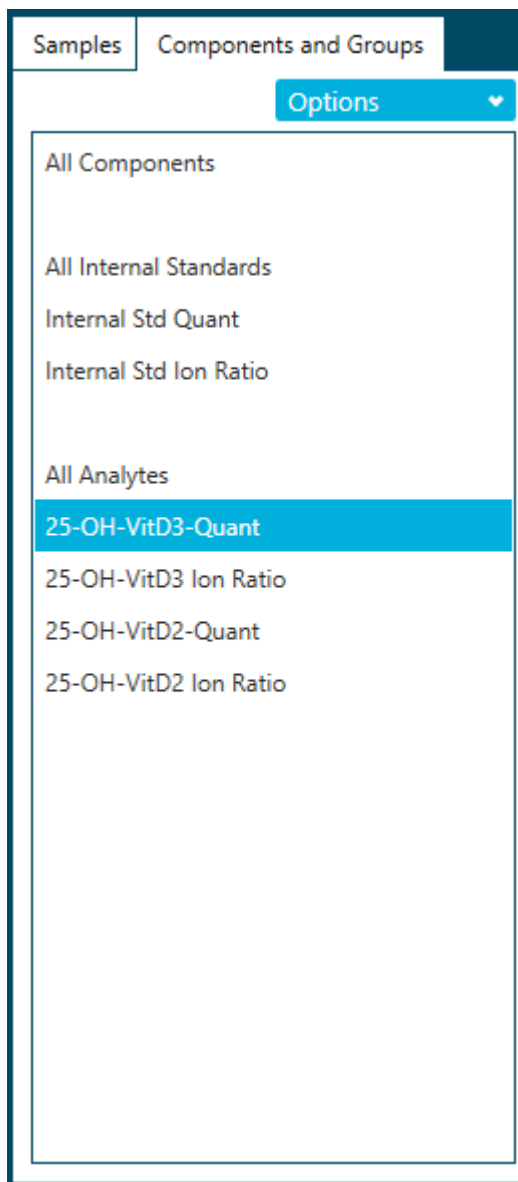 Samples
Components and Groups
Options
All Components
All Internal Standards
Internal Std Quant
Internal Std Ion Ratio
All Analytes
25-OH-VitD3-Quant
25-OH-VitD3 Ion Ratio
25-OH-VitD2-Quant
25-OH-VitD2 Ion Ratio